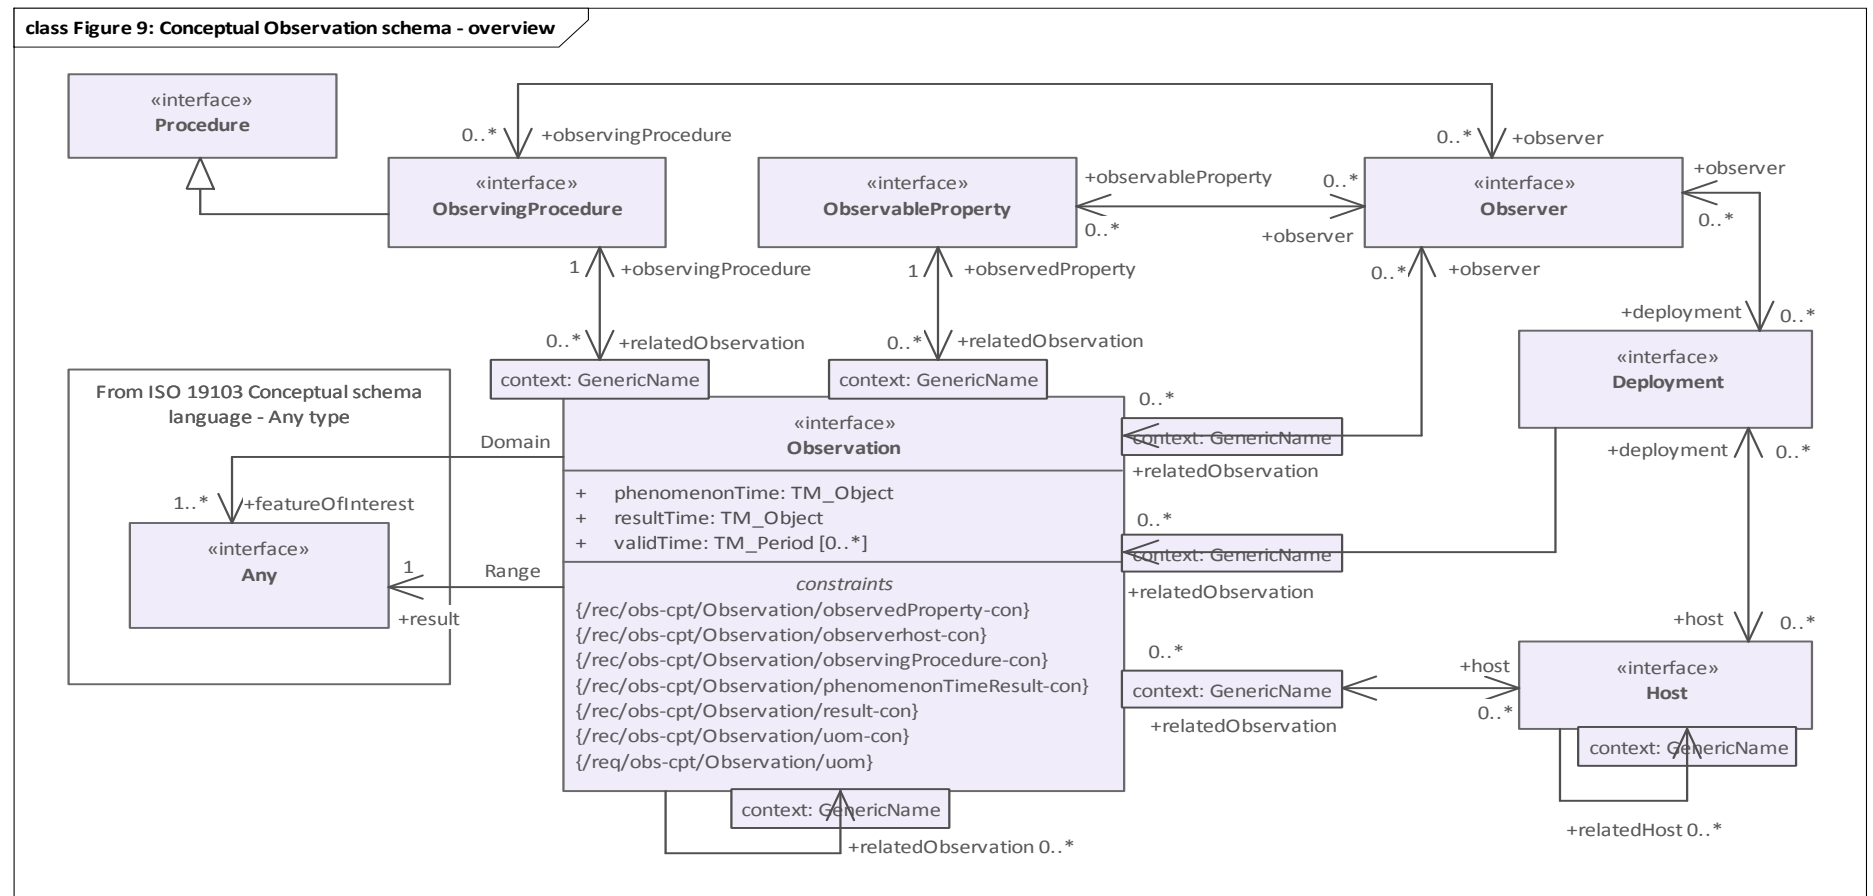 class Figure 9: Conceptual Observation schema - overview
«interface»
Procedure
0..*
+observingProcedure
0..*
+observer
«interface»
ObservingProcedure
«interface»
ObservableProperty
+observableProperty
0..*
0..*
+observer
«interface»
Observer
+observer
0..*
1
+observingProcedure
1
+observedProperty
0..*
+observer
+deployment
0..*
0..*
+relatedObservation
0..*
+relatedObservation
«interface»
Deployment
context: GenericName
context: GenericName
From ISO 19103 Conceptual schema
language - Any type
Domain
«interface»
Observation
0..*
context: GenericName
+relatedObservation
+deployment
0..*
1..*
+featureOfInterest
+ phenomenonTime: TM_Object
+ resultTime: TM_Object
+ validTime: TM_Period [0..*]
0..*
context: GenericName
+relatedObservation
«interface»
Any
1
Range
+result
constraints
{/rec/obs-cpt/Observation/observedProperty-con}
{/rec/obs-cpt/Observation/observerhost-con}
{/rec/obs-cpt/Observation/observingProcedure-con}
{/rec/obs-cpt/Observation/phenomenonTimeResult-con}
{/rec/obs-cpt/Observation/result-con}
{/rec/obs-cpt/Observation/uom-con}
{/req/obs-cpt/Observation/uom}
+host
0..*
0..*
context: GenericName
+relatedObservation
+host
0..*
«interface»
Host
context: GenericName
+relatedHost 0..*
context: GenericName
+relatedObservation 0..*